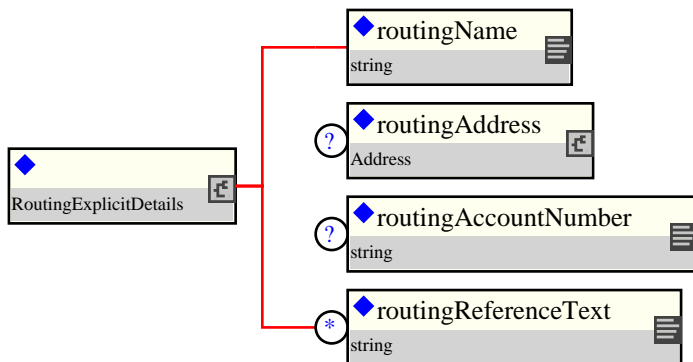 routingName
string
?
routingAddress
Address
RoutingExplicitDetails
?
routingAccountNumber
string
*
routingReferenceText
string